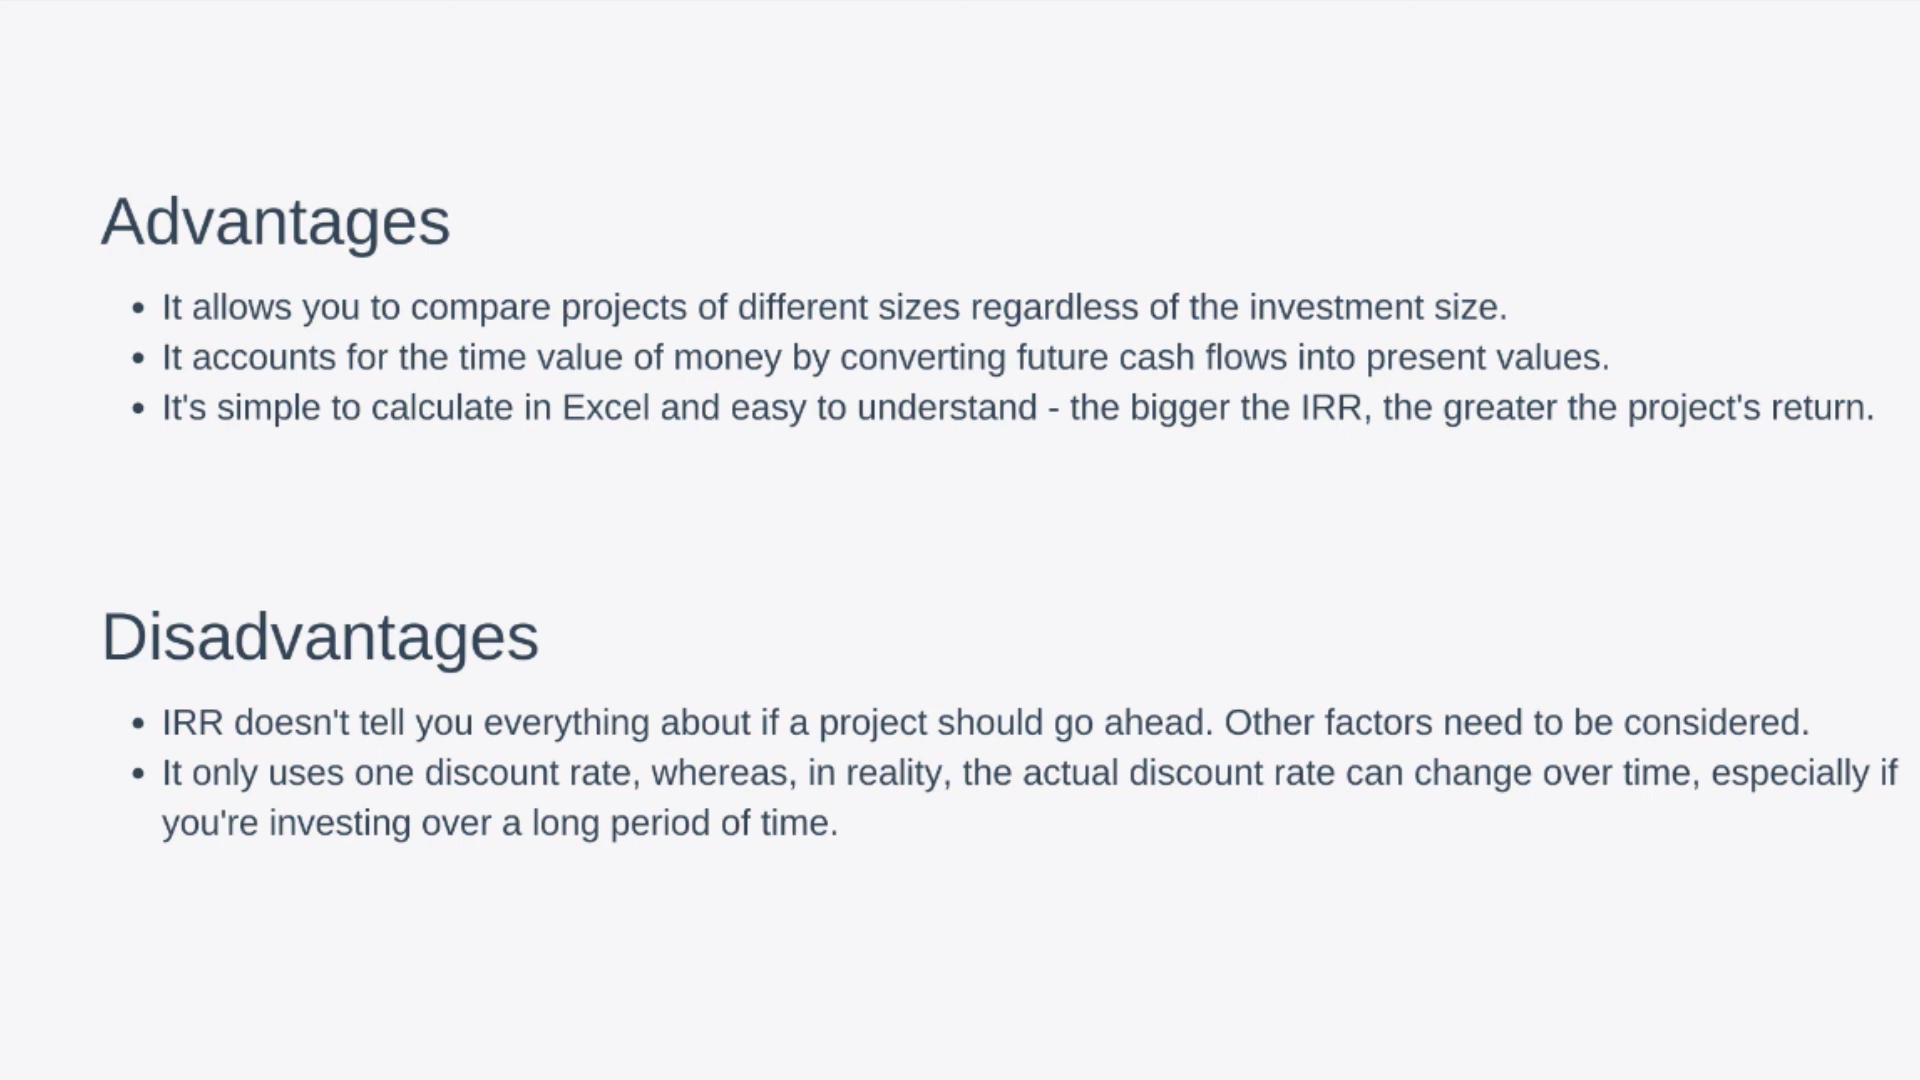 Advantages
• It allows you to compare projects of different sizes regardless of the investment size.
• It accounts for the time value of money by converting future cash flows into present values.
• It's simple to calculate in Excel and easy to understand - the bigger the IRR, the greater the project's return.
Disadvantages
• IRR doesn't tell you everything about if a project should go ahead. Other factors need to be considered.
• It only uses one discount rate, whereas, in reality, the actual discount rate can change over time, especially if
you're investing over a long period of time.